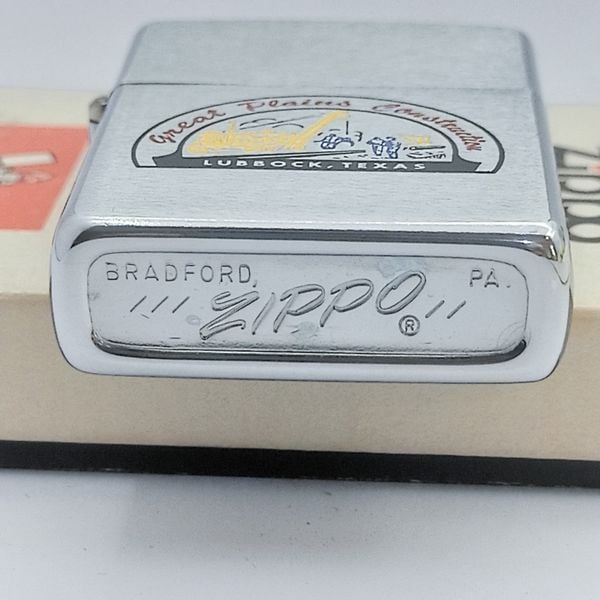 Great Plains Construction
LUBBOCK, TEXAS
BRADFORD, PA.
/// ZIPPO ® //